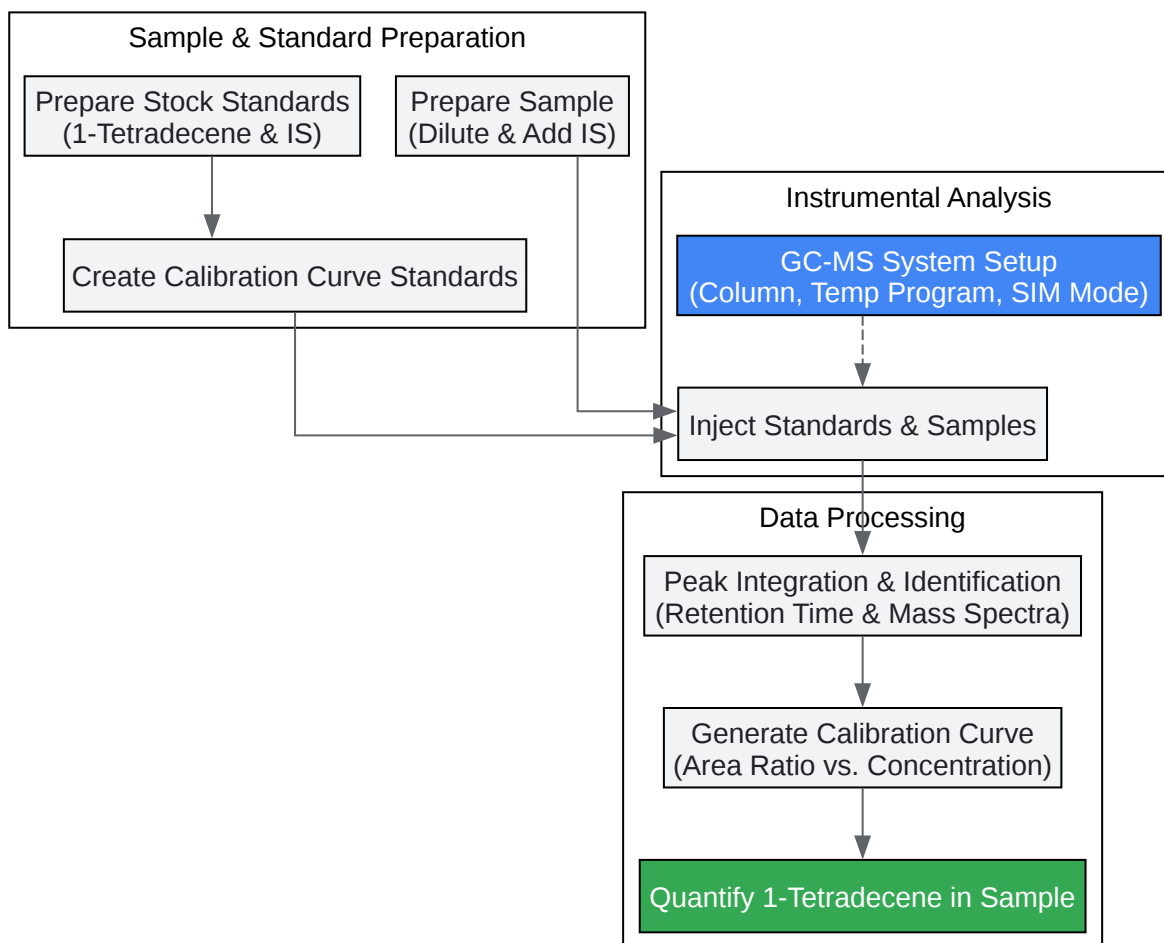 Sample & Standard Preparation
Prepare Stock Standards
(1-Tetradecene & IS)
Prepare Sample
(Dilute & Add IS)
Create Calibration Curve Standards
Instrumental Analysis
GC-MS System Setup
(Column, Temp Program, SIM Mode)
Inject Standards & Samples
Data Processing
Peak Integration & Identification
(Retention Time & Mass Spectra)
Generate Calibration Curve
(Area Ratio vs. Concentration)
Quantify 1-Tetradecene in Sample